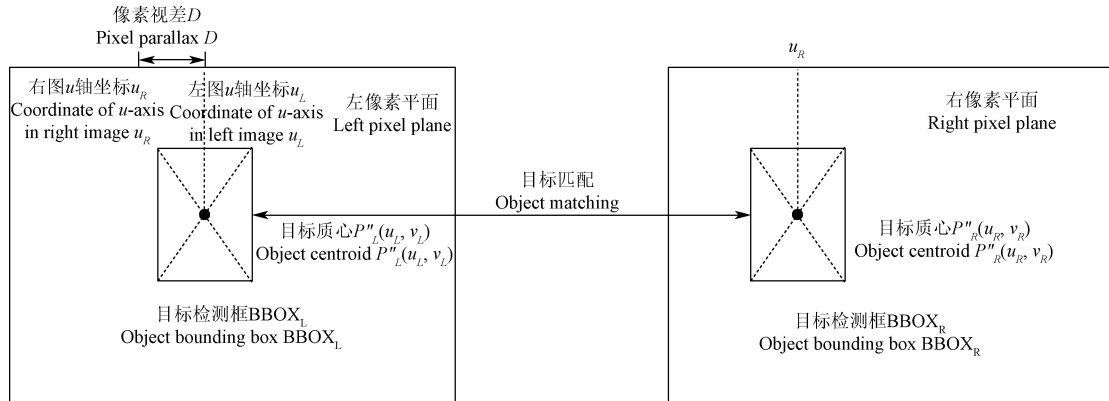 像素视差D
Pixel parallax D
u_R
右图u轴坐标u_R
Coordinate of u-axis
in right image u_R
左图u轴坐标u_L
Coordinate of u-axis
in left image u_L
左像素平面
Left pixel plane
右像素平面
Right pixel plane
目标匹配
Object matching
目标质心P″_L(u_L, v_L)
Object centroid P″_L(u_L, v_L)
目标质心P″_R(u_R, v_R)
Object centroid P″_R(u_R, v_R)
目标检测框BBOX_L
Object bounding box BBOX_L
目标检测框BBOX_R
Object bounding box BBOX_R